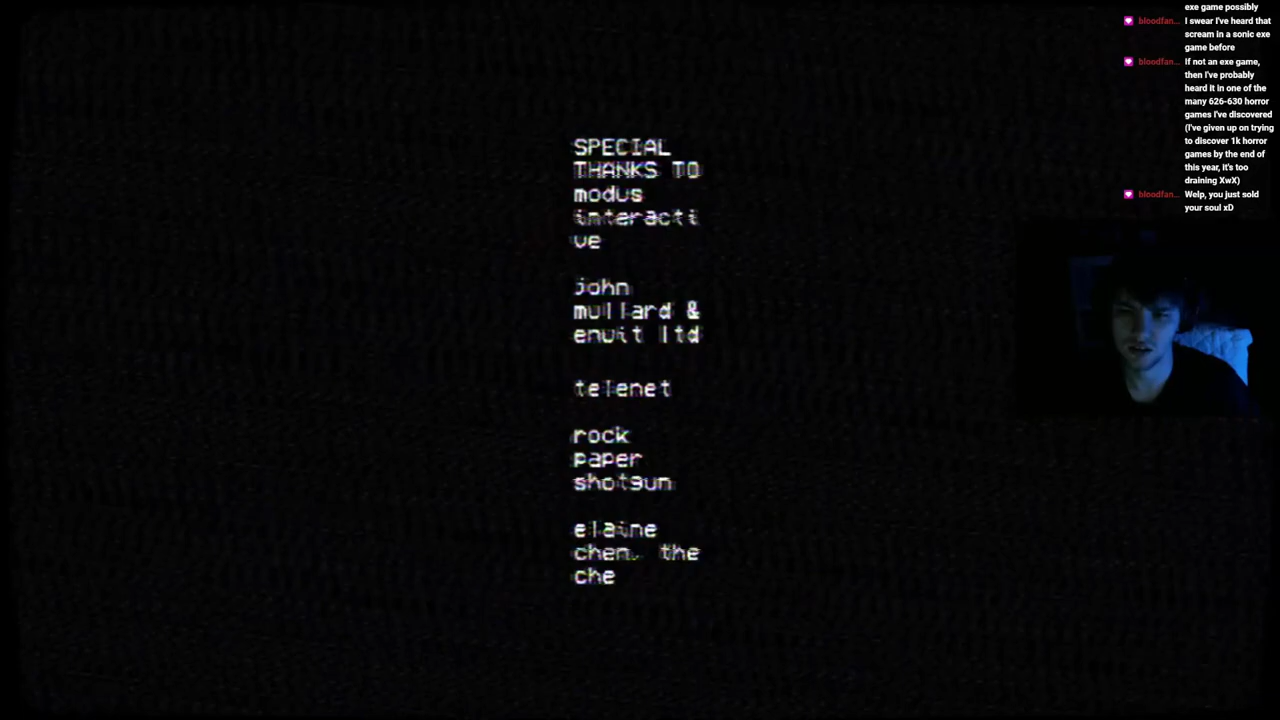 SPECIAL
THANKS TO
modus
interacti
ve
john
mullard &
enuit ltd
telenet
rock
paper
shotgun
elaine
chen. the
che
exe game possibly
bloodfan... I swear I've heard that
scream in a sonic exe
game before
bloodfan... If not an exe game,
then I've probably
heard it in one of the
many 626-630 horror
games I've discovered
(I've given up on trying
to discover 1k horror
games by the end of
this year, it's too
draining XwX)
bloodfan... Welp, you just sold
your soul xD